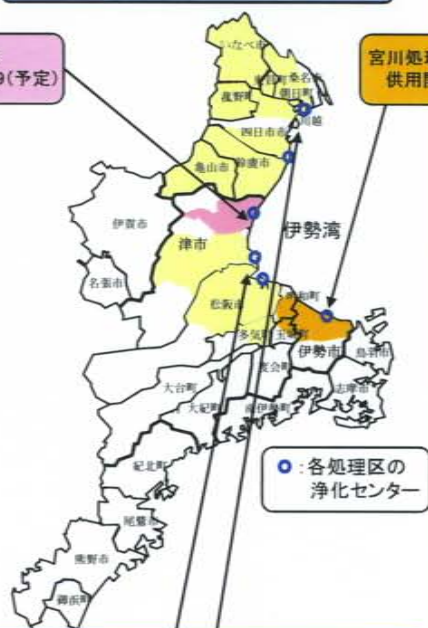 9(予定)
宮川処理
供用開
いなべ市
桑名市
菰野町
朝日町
川越
四日市市
亀山市
鈴鹿市
伊賀市
津市
伊勢湾
名張市
松阪市
多気町
伊勢市
鳥羽市
度会町
志摩市
大台町
大紀町
南伊勢町
紀北町
尾鷲市
熊野市
御浜町
:各処理区の
浄化センター